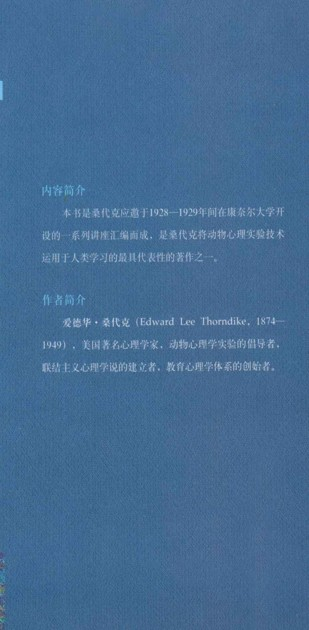 内容简介
本书是桑代克应邀于1928—1929年间在康奈尔大学开
设的一系列讲座汇编而成，是桑代克将动物心理实验技术
运用于人类学习的最具代表性的著作之一。
作者简介
爱德华·桑代克（Edward Lee Thorndike，1874—
1949），美国著名心理学家，动物心理学实验的倡导者，
联结主义心理学说的建立者，教育心理学体系的创始者。